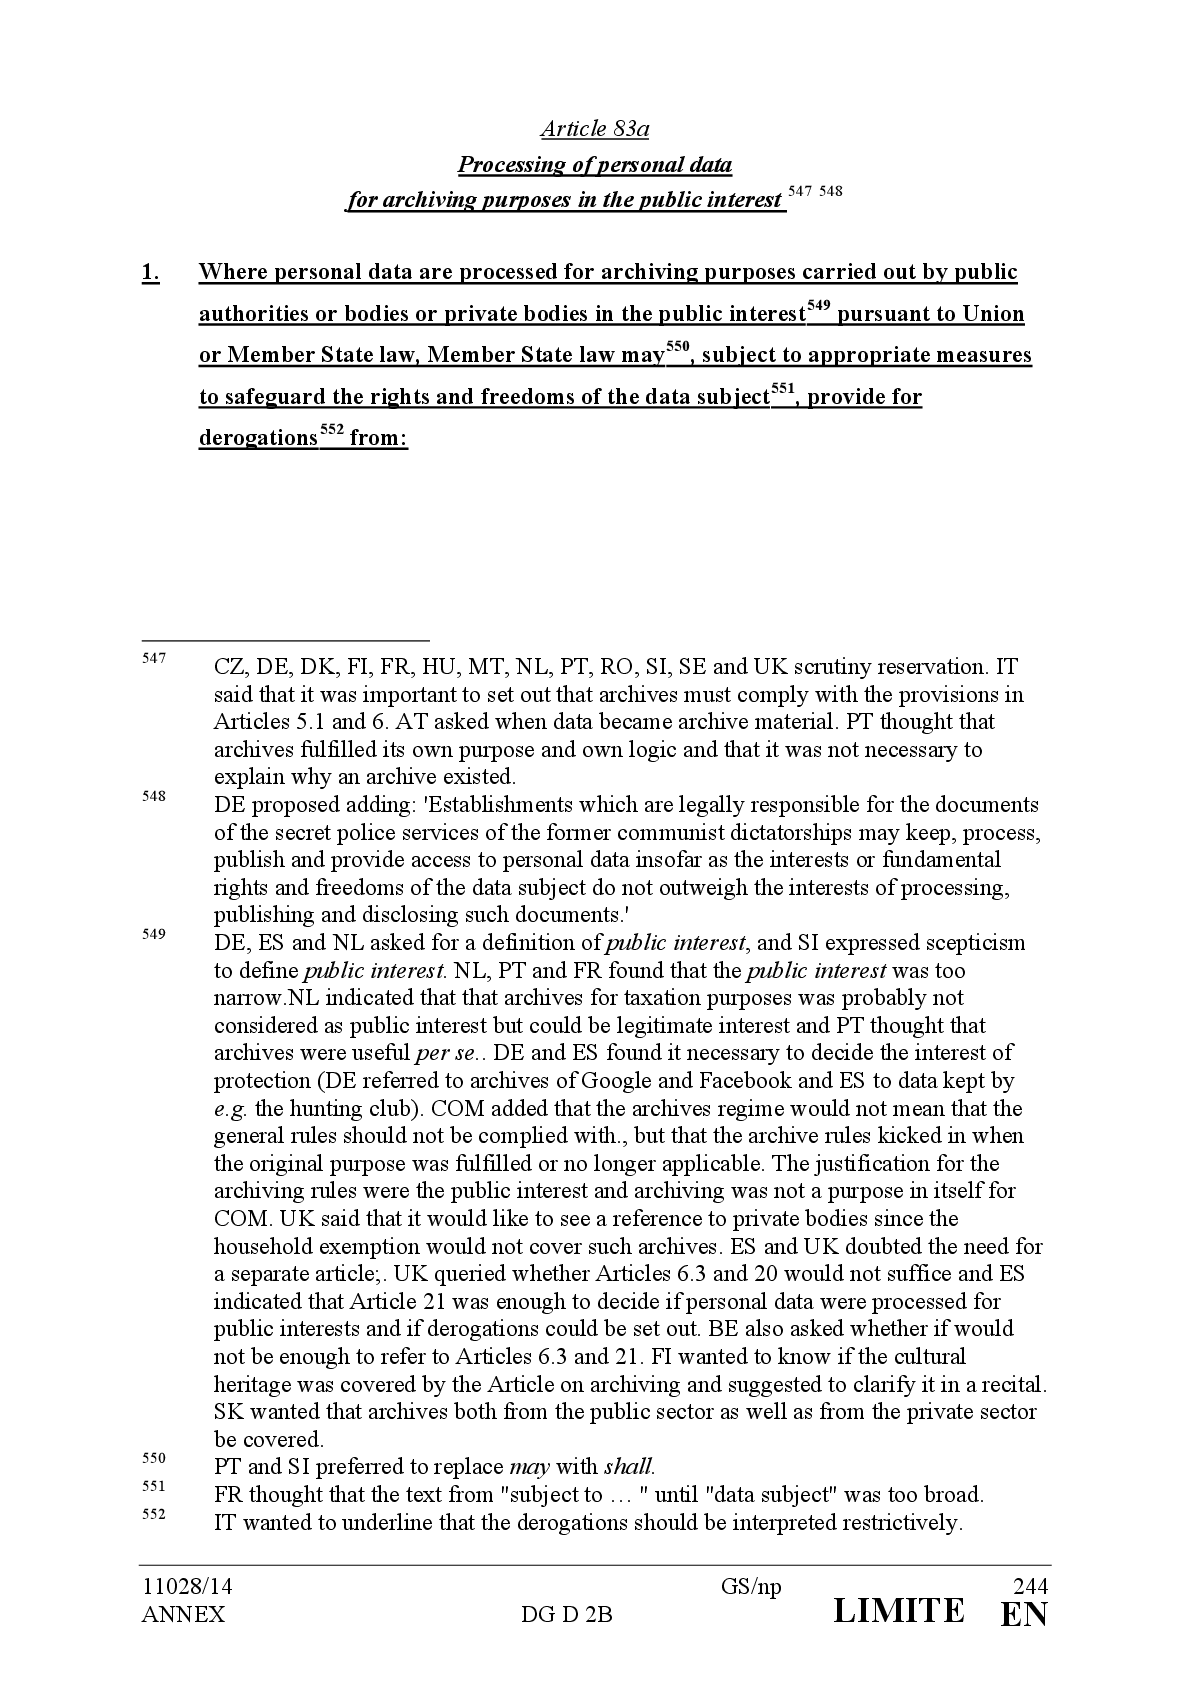 Article 83a
Processing of personal data
for archiving purposes in the public interest 547 548
1. Where personal data are processed for archiving purposes carried out by public
authorities or bodies or private bodies in the public interest549 pursuant to Union
or Member State law, Member State law may550, subject to appropriate measures
to safeguard the rights and freedoms of the data subject551, provide for
derogations552 from:
547 CZ, DE, DK, FI, FR, HU, MT, NL, PT, RO, SI, SE and UK scrutiny reservation. IT
said that it was important to set out that archives must comply with the provisions in
Articles 5.1 and 6. AT asked when data became archive material. PT thought that
archives fulfilled its own purpose and own logic and that it was not necessary to
explain why an archive existed.
548 DE proposed adding: 'Establishments which are legally responsible for the documents
of the secret police services of the former communist dictatorships may keep, process,
publish and provide access to personal data insofar as the interests or fundamental
rights and freedoms of the data subject do not outweigh the interests of processing,
publishing and disclosing such documents.'
549 DE, ES and NL asked for a definition of public interest, and SI expressed scepticism
to define public interest. NL, PT and FR found that the public interest was too
narrow.NL indicated that that archives for taxation purposes was probably not
considered as public interest but could be legitimate interest and PT thought that
archives were useful per se.. DE and ES found it necessary to decide the interest of
protection (DE referred to archives of Google and Facebook and ES to data kept by
e.g. the hunting club). COM added that the archives regime would not mean that the
general rules should not be complied with., but that the archive rules kicked in when
the original purpose was fulfilled or no longer applicable. The justification for the
archiving rules were the public interest and archiving was not a purpose in itself for
COM. UK said that it would like to see a reference to private bodies since the
household exemption would not cover such archives. ES and UK doubted the need for
a separate article;. UK queried whether Articles 6.3 and 20 would not suffice and ES
indicated that Article 21 was enough to decide if personal data were processed for
public interests and if derogations could be set out. BE also asked whether if would
not be enough to refer to Articles 6.3 and 21. FI wanted to know if the cultural
heritage was covered by the Article on archiving and suggested to clarify it in a recital.
SK wanted that archives both from the public sector as well as from the private sector
be covered.
550 PT and SI preferred to replace may with shall.
551 FR thought that the text from "subject to … " until "data subject" was too broad.
552 IT wanted to underline that the derogations should be interpreted restrictively.
11028/14 GS/np 244
ANNEX DG D 2B LIMITE EN